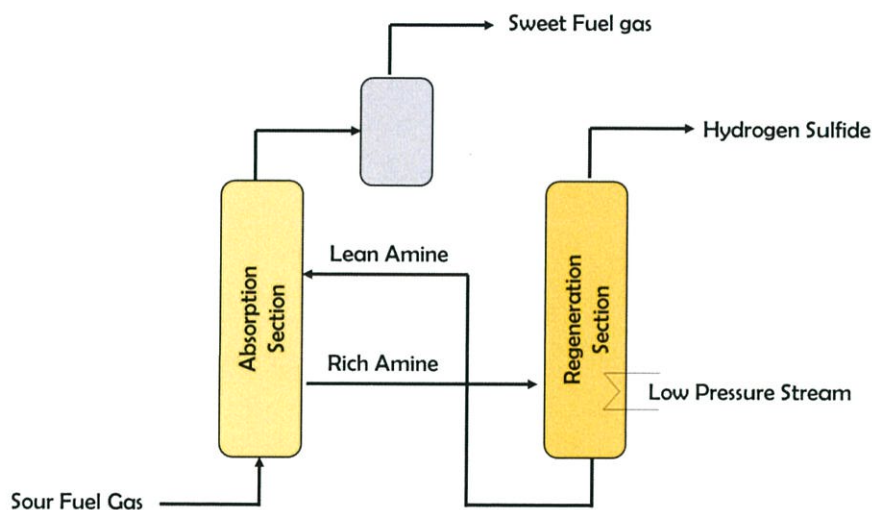 Sweet Fuel gas
Hydrogen Sulfide
Lean Amine
Absorption
Section
Regeneration
Section
Rich Amine
Low Pressure Stream
Sour Fuel Gas